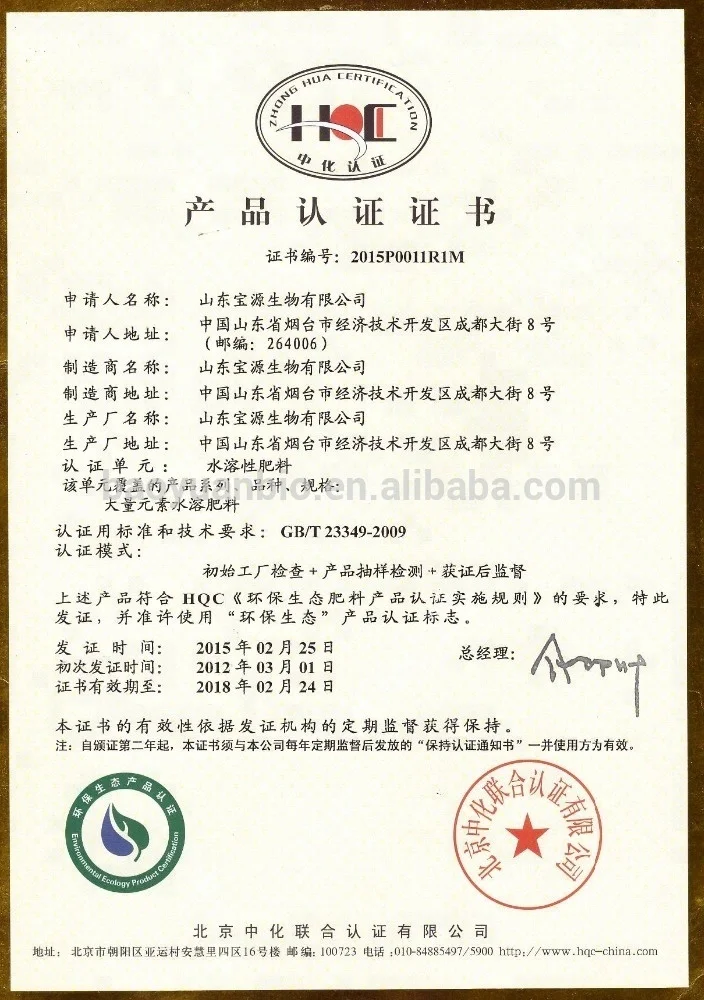 ZHONG HUA CERTIFICATION
HQC
中化认证
产品认证证书
证书编号：2015P0011R1M
申请人名称： 山东宝源生物有限公司
申请人地址： 中国山东省烟台市经济技术开发区成都大街8号
（邮编：264006）
制造商名称： 山东宝源生物有限公司
制造商地址： 中国山东省烟台市经济技术开发区成都大街8号
生产厂名称： 山东宝源生物有限公司
生产厂地址： 中国山东省烟台市经济技术开发区成都大街8号
认证单元： 水溶性肥料
该单元覆盖的产品系列、品种、规格：
baoyuanbio.en.alibaba.com
大量元素水溶肥料
认证用标准和技术要求：GB/T 23349-2009
认证模式：
初始工厂检查+产品抽样检测+获证后监督
上述产品符合 HQC《环保生态肥料产品认证实施规则》的要求，特此
发证，并准许使用“环保生态”产品认证标志。
发证时间： 2015年02月25日
初次发证时间： 2012年03月01日
证书有效期至： 2018年02月24日
总经理：
本证书的有效性依据发证机构的定期监督获得保持。
注：自颁证第二年起，本证书须与本公司每年定期监督后发放的“保持认证通知书”一并使用方为有效。
环保生态产品认证
Environmental Ecology Product Certification
北京中化联合认证有限公司
北京中化联合认证有限公司
地址：北京市朝阳区亚运村安慧里四区16号楼 邮编：100723 电话：010-84885497/5900 http://www.hqc-china.com